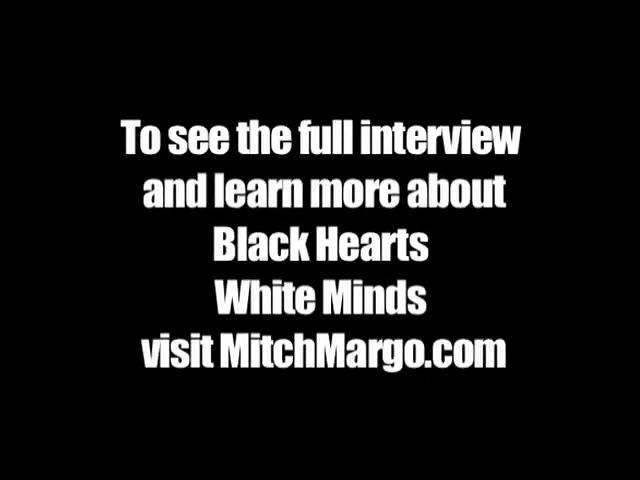 To see the full interview
and learn more about
Black Hearts
White Minds
visit MitchMargo.com